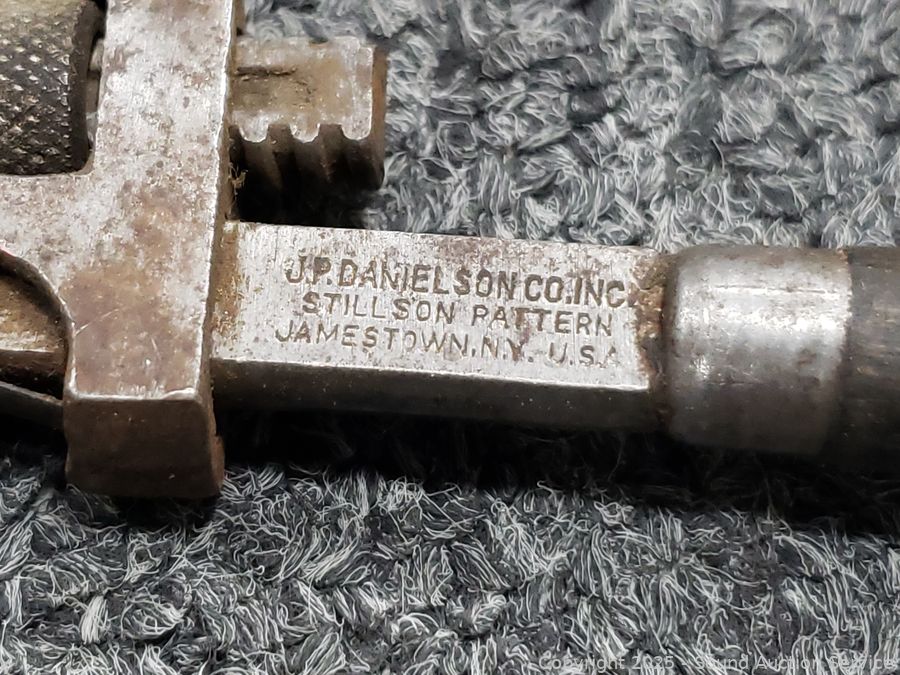 J.P. DANIELSON CO. INC.
STILLSON PATTERN
JAMESTOWN, N.Y. U.S.A
Copyright 2025 - Sound Auction Service